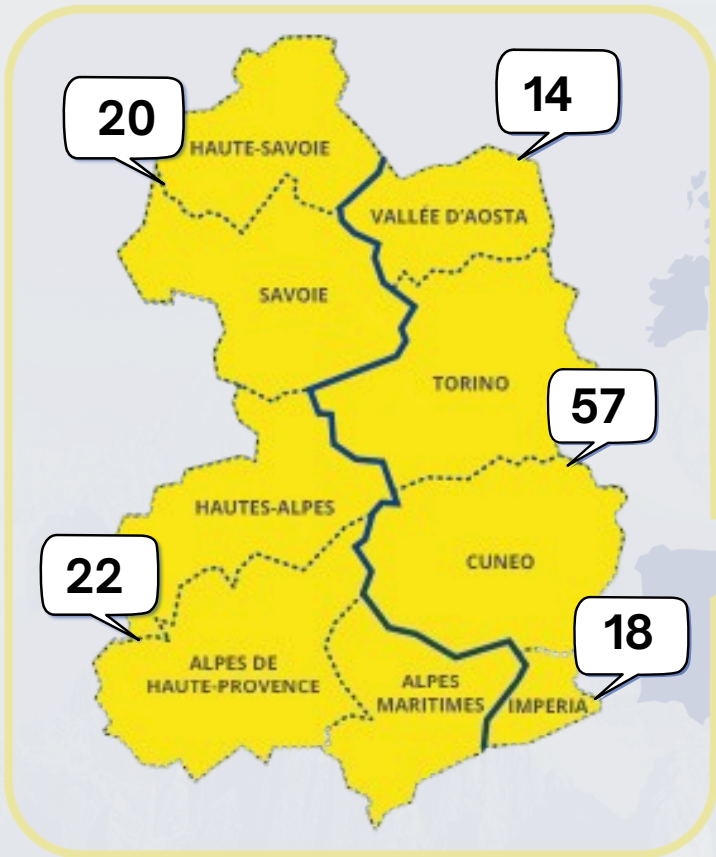 20
14
HAUTE-SAVOIE
VALLÉE D'AOSTA
SAVOIE
TORINO
57
HAUTES-ALPES
22
CUNEO
18
ALPES DE
HAUTE-PROVENCE
ALPES
MARITIMES
IMPERIA